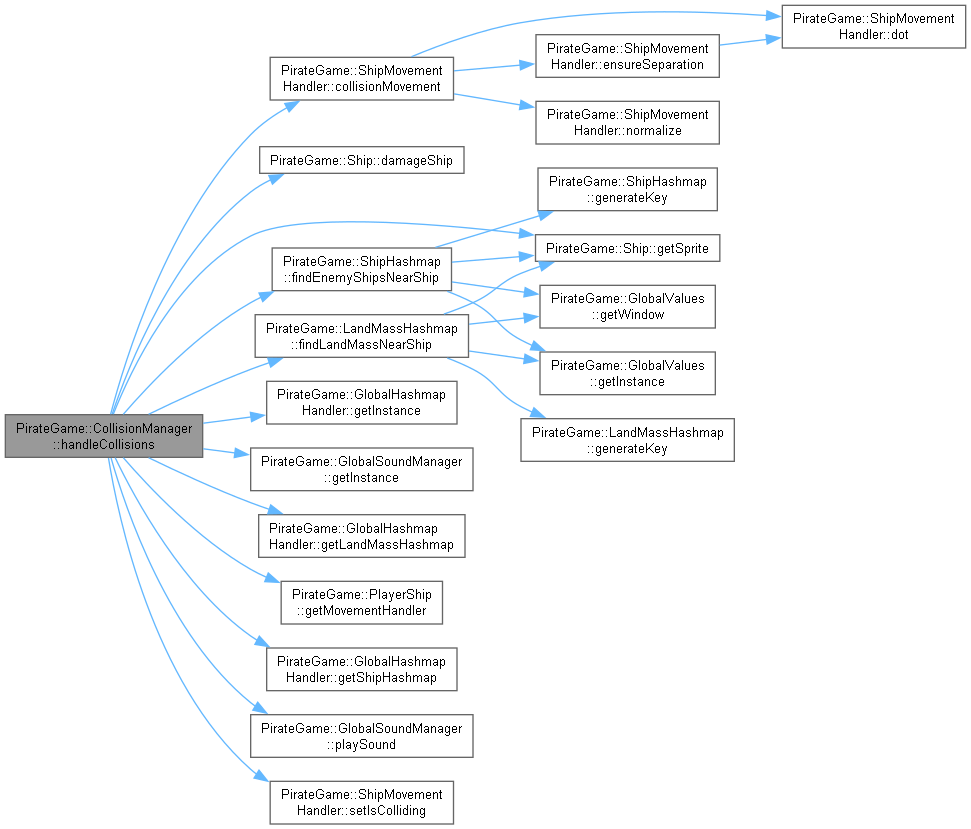 PirateGame::CollisionManager
::handleCollisions
PirateGame::ShipMovement
Handler::collisionMovement
PirateGame::Ship::damageShip
PirateGame::ShipHashmap
::findEnemyShipsNearShip
PirateGame::LandMassHashmap
::findLandMassNearShip
PirateGame::GlobalHashmap
Handler::getInstance
PirateGame::GlobalSoundManager
::getInstance
PirateGame::GlobalHashmap
Handler::getLandMassHashmap
PirateGame::PlayerShip
::getMovementHandler
PirateGame::GlobalHashmap
Handler::getShipHashmap
PirateGame::GlobalSoundManager
::playSound
PirateGame::ShipMovement
Handler::setIsColliding
PirateGame::ShipMovement
Handler::ensureSeparation
PirateGame::ShipMovement
Handler::normalize
PirateGame::ShipHashmap
::generateKey
PirateGame::Ship::getSprite
PirateGame::GlobalValues
::getWindow
PirateGame::GlobalValues
::getInstance
PirateGame::LandMassHashmap
::generateKey
PirateGame::ShipMovement
Handler::dot